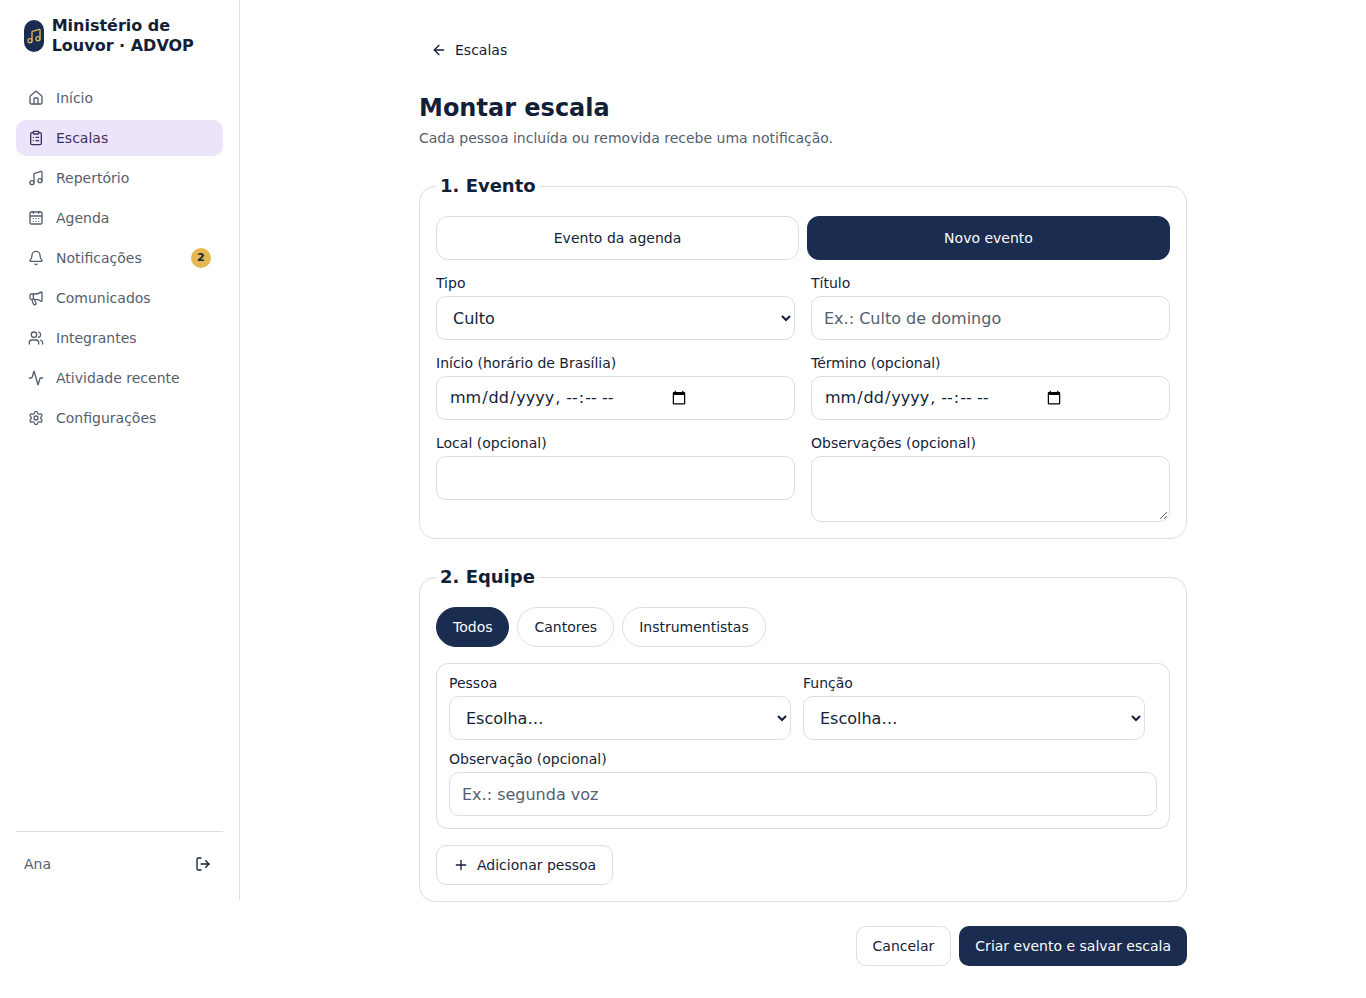 Ministério de
Louvor · ADVOP
Início
Escalas
Repertório
Agenda
Notificações 2
Comunicados
Integrantes
Atividade recente
Configurações
Ana
Escalas
Montar escala
Cada pessoa incluída ou removida recebe uma notificação.
1. Evento
Evento da agenda Novo evento
Tipo Título
Culto Ex.: Culto de domingo
Início (horário de Brasília) Término (opcional)
mm/dd/yyyy, --:-- -- mm/dd/yyyy, --:-- --
Local (opcional) Observações (opcional)
2. Equipe
Todos Cantores Instrumentistas
Pessoa Função
Escolha... Escolha...
Observação (opcional)
Ex.: segunda voz
Adicionar pessoa
Cancelar Criar evento e salvar escala